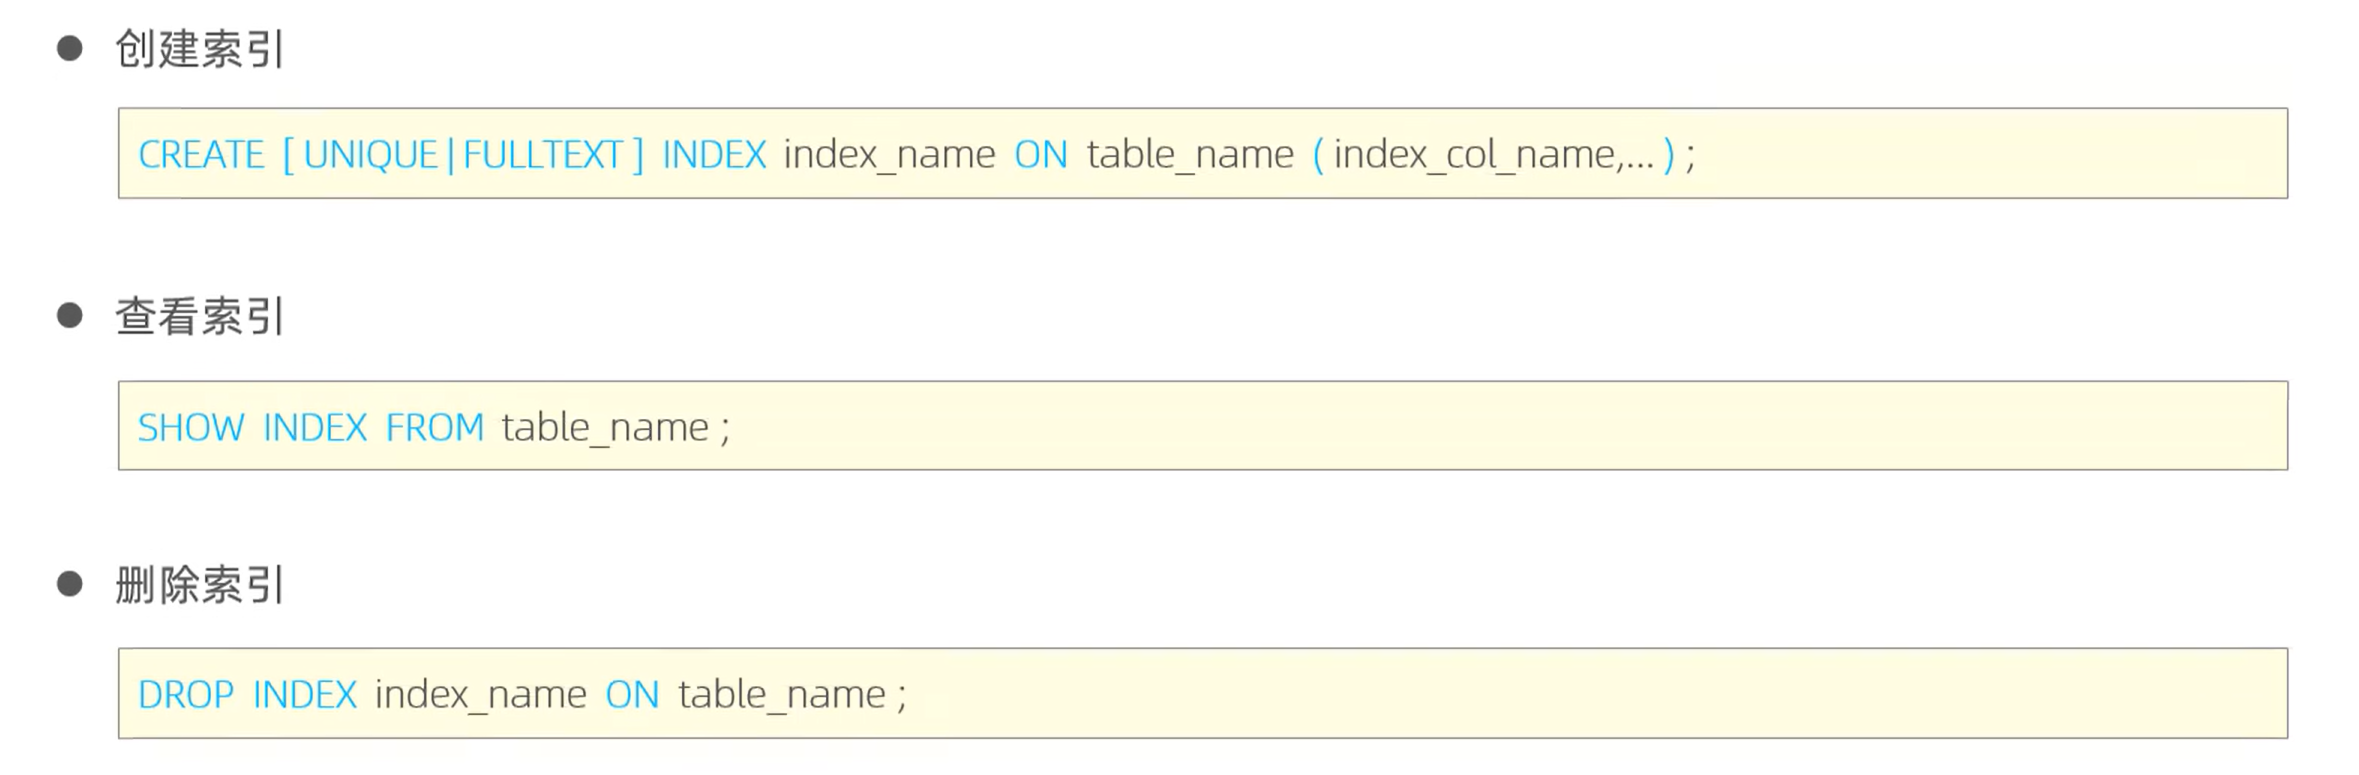 ● 创建索引
CREATE [ UNIQUE | FULLTEXT ] INDEX index_name ON table_name ( index_col_name,... ) ;
● 查看索引
SHOW INDEX FROM table_name ;
● 删除索引
DROP INDEX index_name ON table_name ;